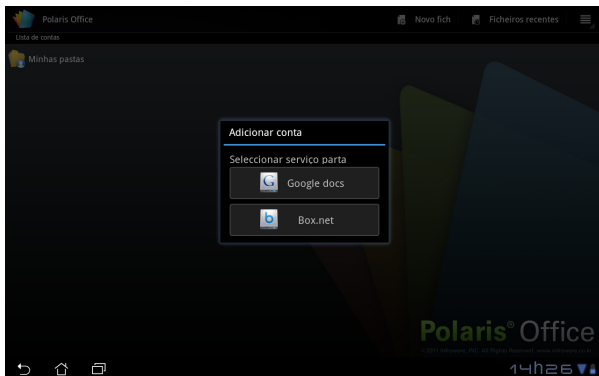 Polaris Office
Novo fich
Ficheiros recentes
Lista de contas
Minhas pastas
Adicionar conta
Seleccionar serviço parta
G Google docs
b Box.net
Polaris® Office
14h26